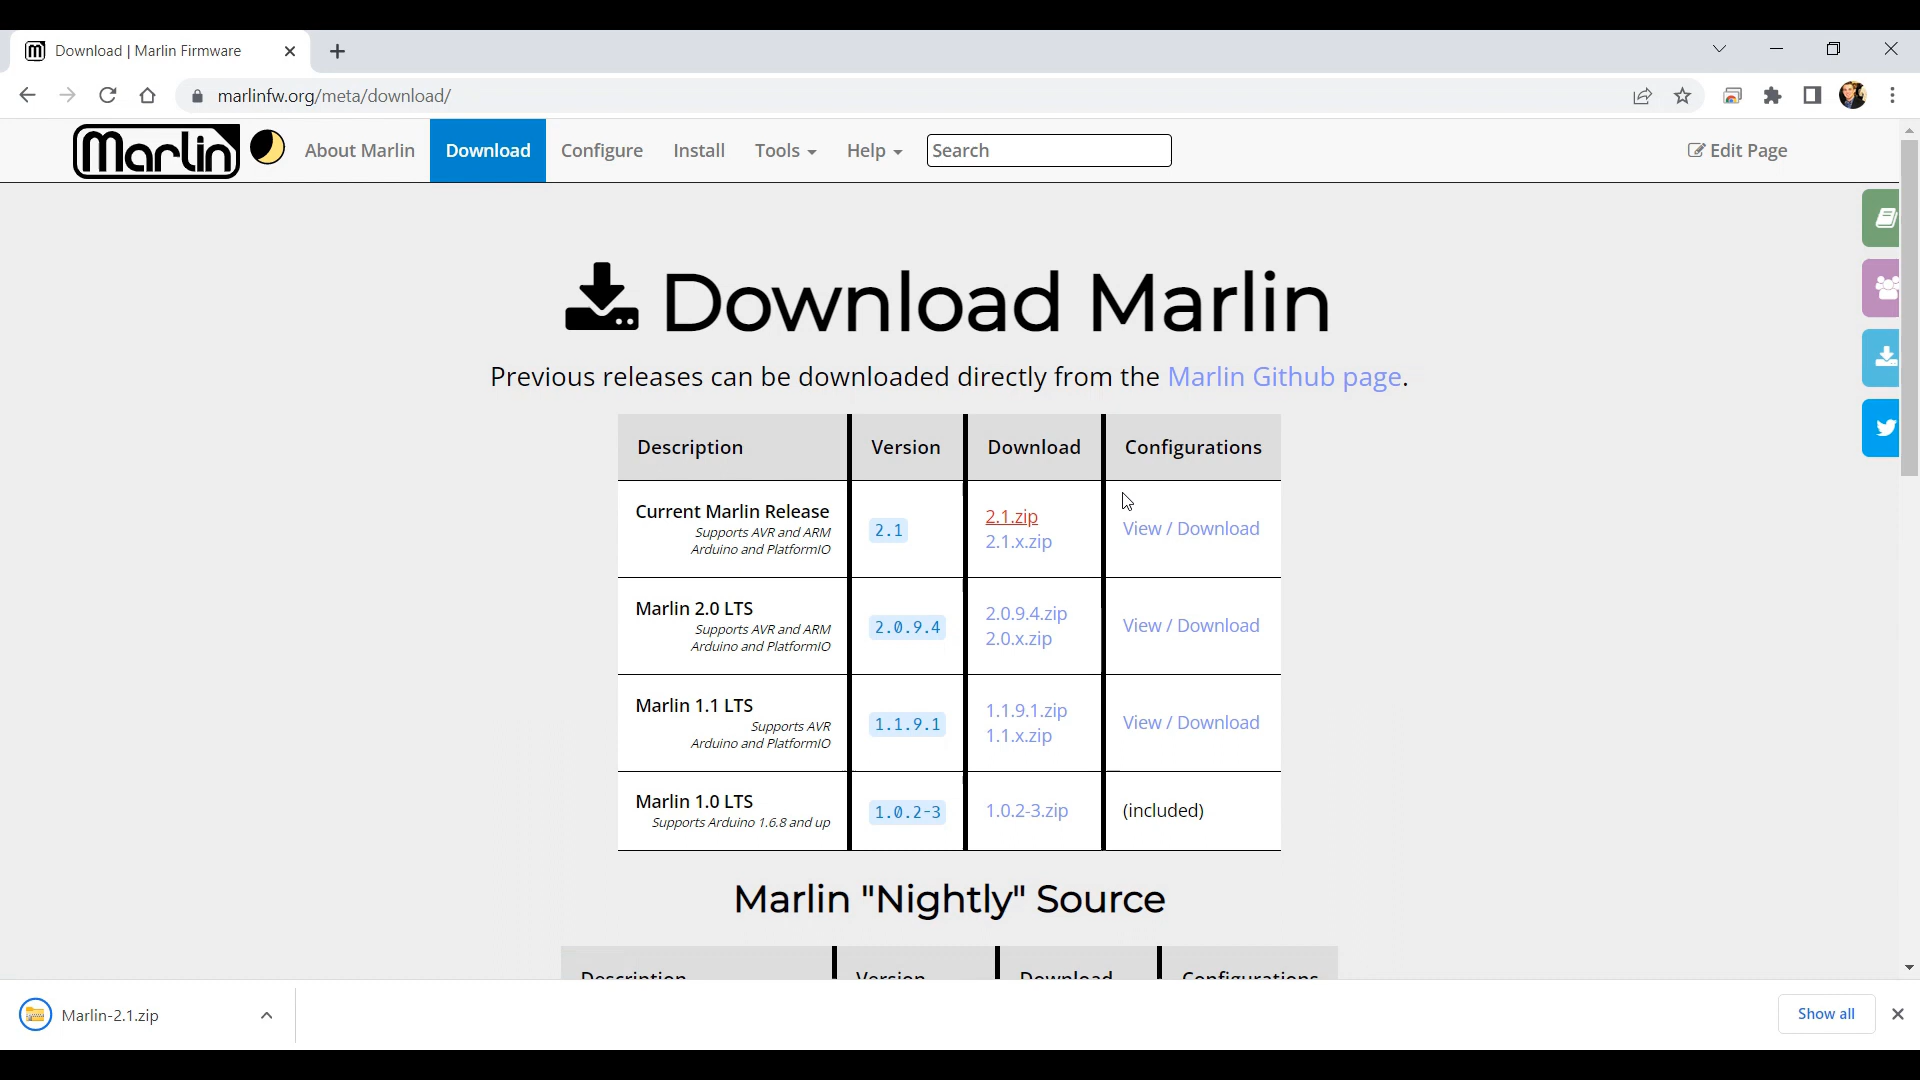 Download | Marlin Firmware
marlinfw.org/meta/download/
Marlin
About Marlin
Download
Configure
Install
Tools
Help
Search
Edit Page
Download Marlin
Previous releases can be downloaded directly from the Marlin Github page.
Description Version Download Configurations
Current Marlin Release
Supports AVR and ARM
Arduino and PlatformIO
2.1
2.1.zip
2.1.x.zip
View / Download
Marlin 2.0 LTS
Supports AVR and ARM
Arduino and PlatformIO
2.0.9.4
2.0.9.4.zip
2.0.x.zip
View / Download
Marlin 1.1 LTS
Supports AVR
Arduino and PlatformIO
1.1.9.1
1.1.9.1.zip
1.1.x.zip
View / Download
Marlin 1.0 LTS
Supports Arduino 1.6.8 and up
1.0.2-3
1.0.2-3.zip
(included)
Marlin "Nightly" Source
Description Version Download Configurations
Marlin-2.1.zip
Show all